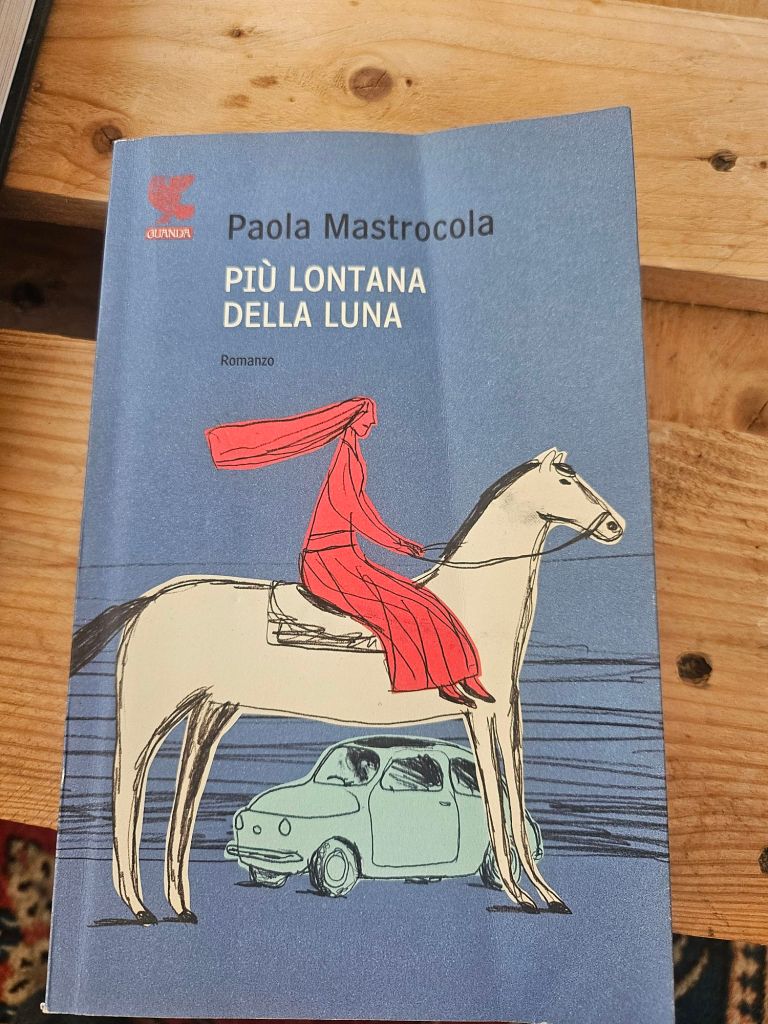 GUANDA
Paola Mastrocola
PIÙ LONTANA
DELLA LUNA
Romanzo